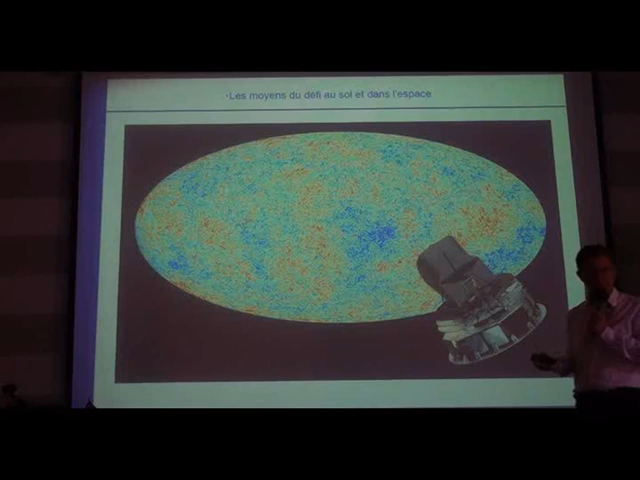 •Les moyens du défi au sol et dans l'espace